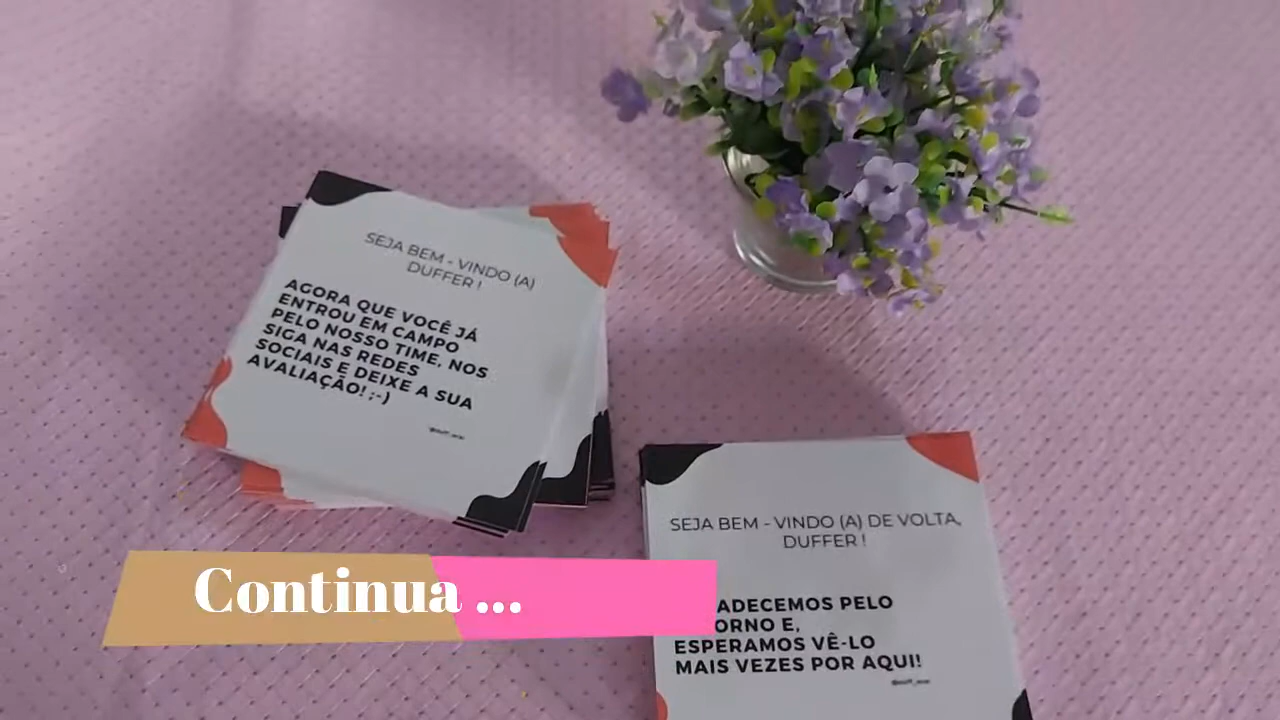 SEJA BEM - VINDO (A)
DUFFER !
AGORA QUE VOCÊ JÁ
ENTROU EM CAMPO
PELO NOSSO TIME, NOS
SIGA NAS REDES
SOCIAIS E DEIXE A SUA
AVALIAÇÃO! ;-)
SEJA BEM - VINDO (A) DE VOLTA,
DUFFER !
ADECEMOS PELO
ORNO E,
ESPERAMOS VÊ-LO
MAIS VEZES POR AQUI!
Continua ...